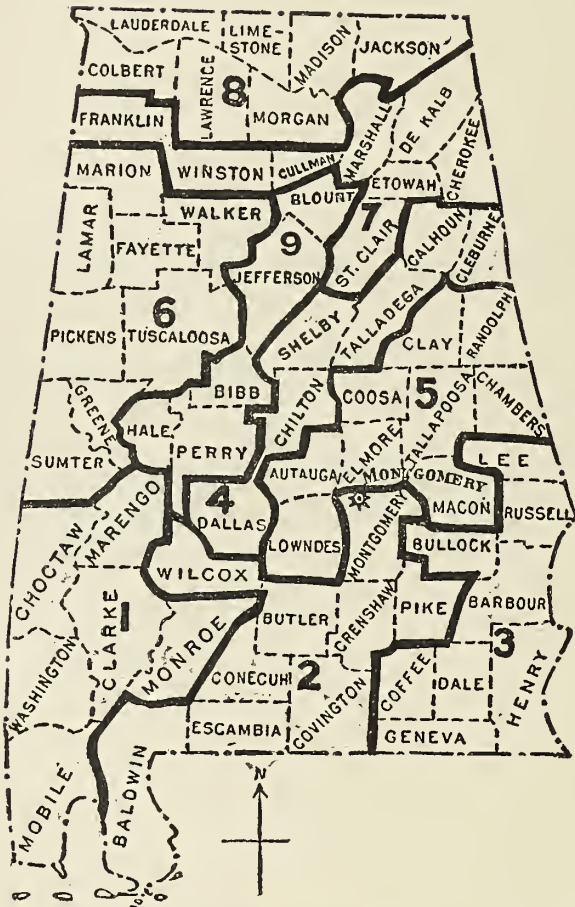 LAUDERDALE
LIME-
STONE
MADISON
JACKSON
COLBERT
LAWRENCE
8
FRANKLIN
MORGAN
MARSHALL
DE KALB
CHEROKEE
MARION
WINSTON
CULLMAN
ETOWAH
BLOUNT
WALKER
7
LAMAR
FAYETTE
9
JEFFERSON
ST. CLAIR
CALHOUN
CLEBURNE
6
PICKENS
TUSCALOOSA
SHELBY
TALLADEGA
CLAY
RANDOLPH
BIBB
CHILTON
COOSA
5
TALLAPOOSA
CHAMBERS
GREENE
HALE
PERRY
SUMTER
AUTAUGA
ELMORE
MONTGOMERY
LEE
MACON
MARENGO
4
DALLAS
LOWNDES
MONTGOMERY
RUSSELL
BULLOCK
CHOCTAW
WILCOX
1
CLARKE
MONROE
BUTLER
CRENSHAW
PIKE
BARBOUR
WASHINGTON
CONECUH
2
COVINGTON
COFFEE
DALE
3
HENRY
ESCAMBIA
GENEVA
MOBILE
BALDWIN
N